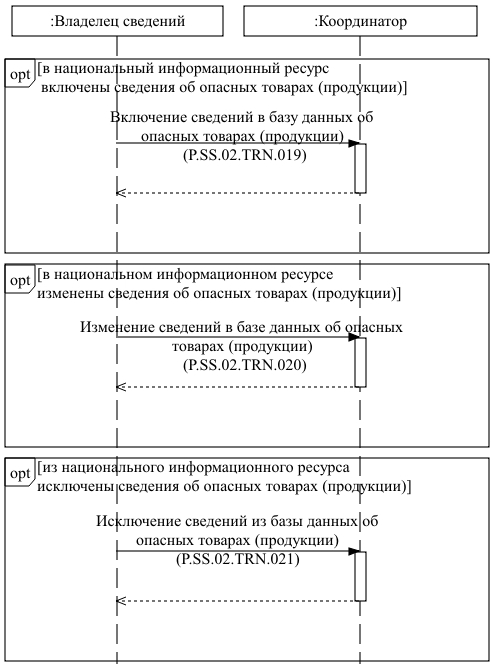 :Владелец сведений
:Координатор
opt
[в национальный информационный ресурс
включены сведения об опасных товарах (продукции)]
Включение сведений в базу данных об
опасных товарах (продукции)
(P.SS.02.TRN.019)
opt
[в национальном информационном ресурсе
изменены сведения об опасных товарах (продукции)]
Изменение сведений в базе данных об опасных
товарах (продукции)
(P.SS.02.TRN.020)
opt
[из национального информационного ресурса
исключены сведения об опасных товарах (продукции)]
Исключение сведений из базы данных об
опасных товарах (продукции)
(P.SS.02.TRN.021)